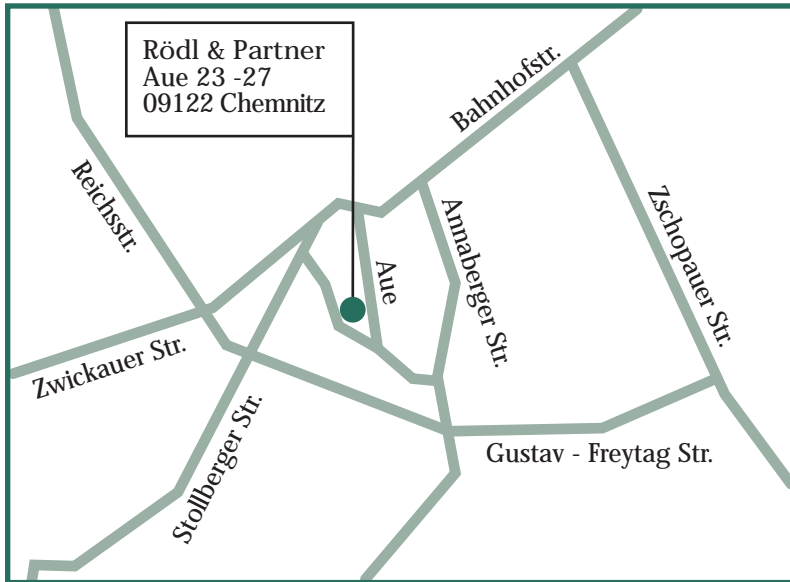 Rödl & Partner
Aue 23 -27
09122 Chemnitz
Bahnhofstr.
Reichsstr.
Zschopauer Str.
Annaberger Str.
Aue
Zwickauer Str.
Stollberger Str.
Gustav - Freytag Str.